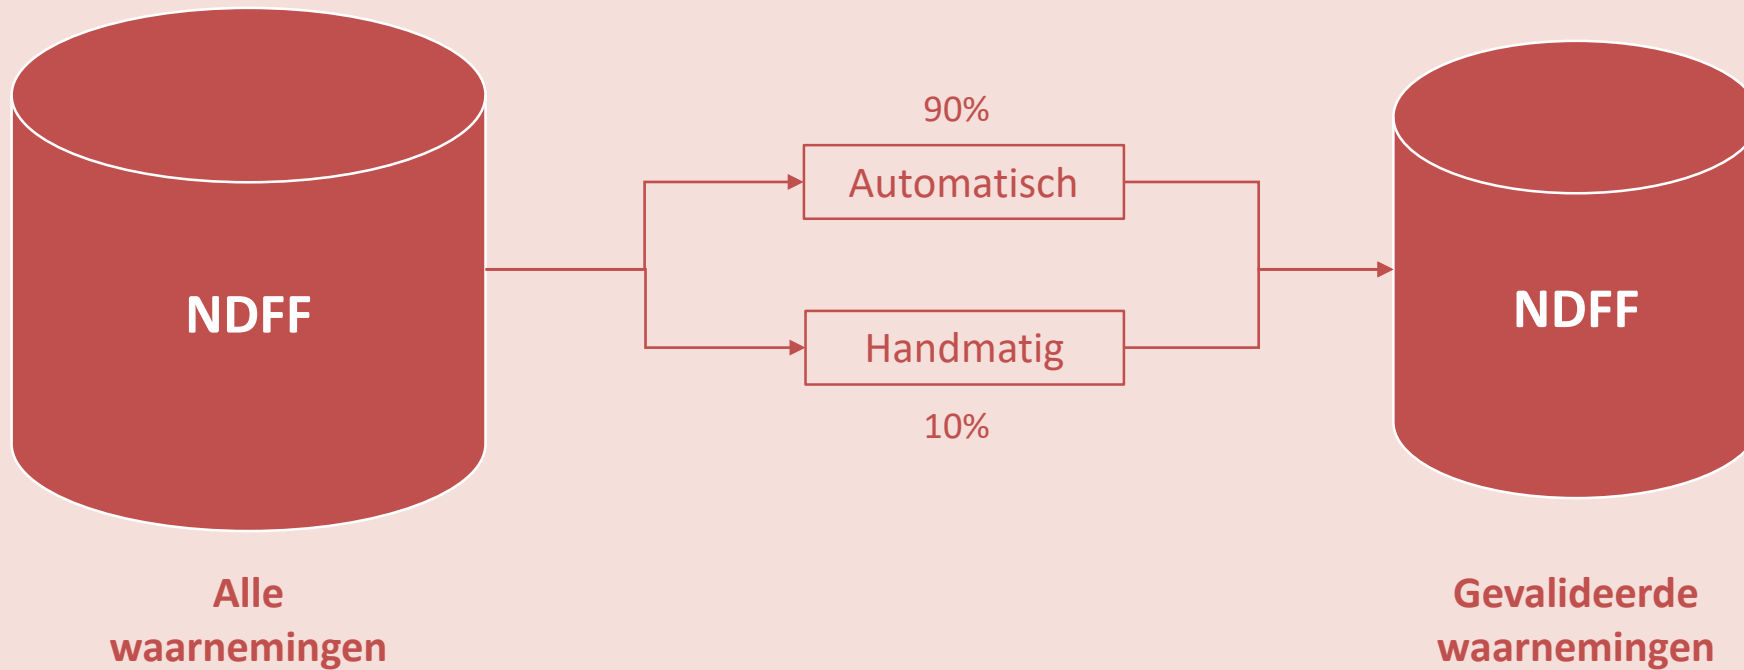 90%
Automatisch
NDFF
NDFF
Handmatig
10%
Alle
waarnemingen
Gevalideerde
waarnemingen